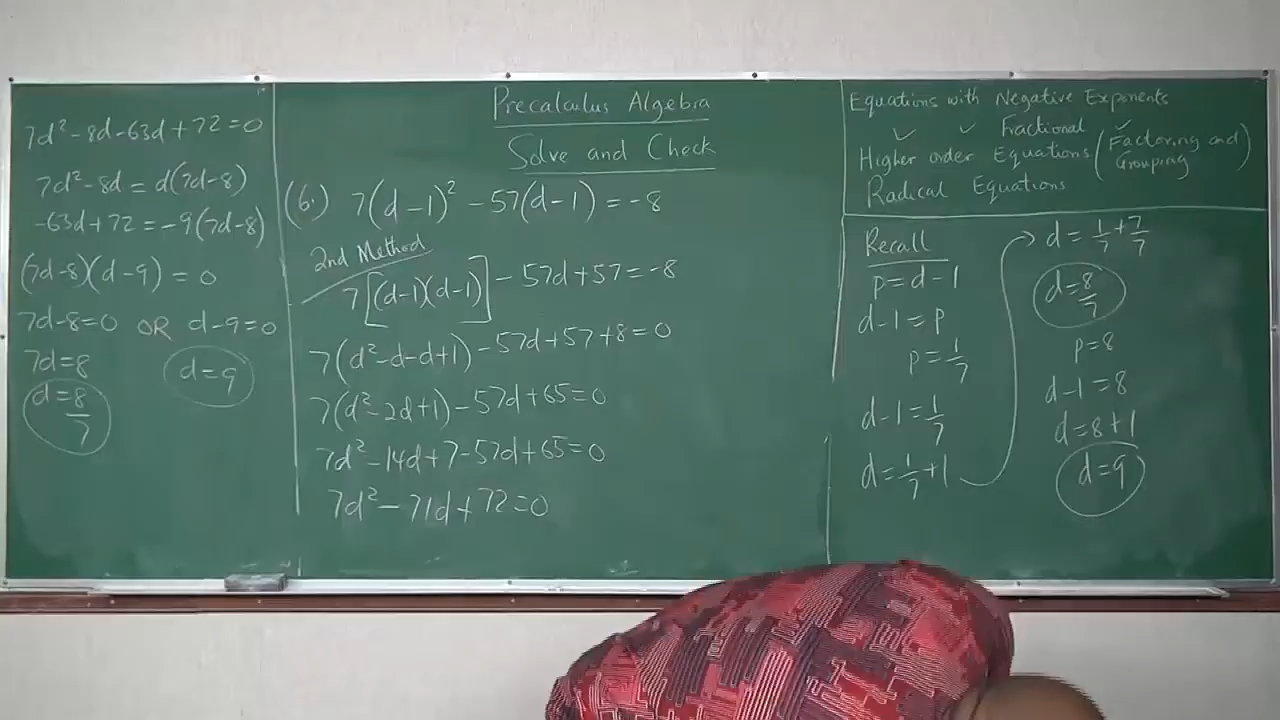 Precalculus Algebra
Solve and Check
(6.) 7(d-1)² - 57(d-1) = -8
2nd Method
7[(d-1)(d-1)] - 57d + 57 = -8
7(d²-d-d+1) - 57d + 57 + 8 = 0
7(d²-2d+1) - 57d + 65 = 0
7d² - 14d + 7 - 57d + 65 = 0
7d² - 71d + 72 = 0
7d² - 8d - 63d + 72 = 0
7d² - 8d = d(7d-8)
-63d + 72 = -9(7d-8)
(7d-8)(d-9) = 0
7d-8=0 OR d-9=0
7d=8
d=9
d=8/7
Equations with Negative Exponents
Fractional
Higher order Equations (Factoring and Grouping)
Radical Equations
Recall
p=d-1
d-1=p
p=1/7
d-1=1/7
d=1/7+1
d=1/7+7/7
d=8/7
p=8
d-1=8
d=8+1
d=9